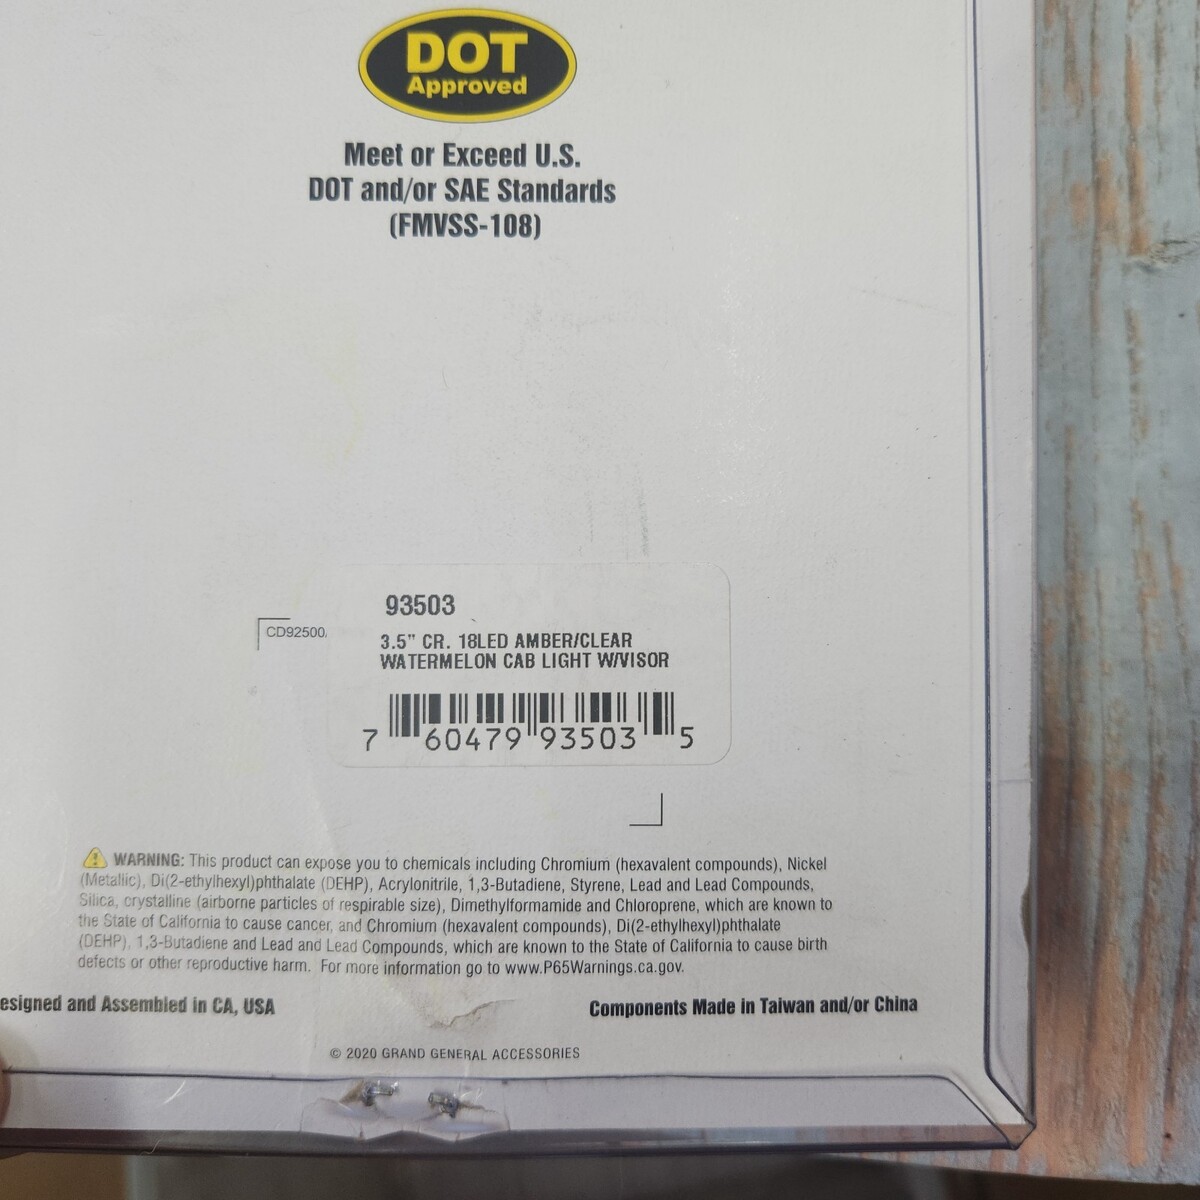 DOT
Approved
Meet or Exceed U.S.
DOT and/or SAE Standards
(FMVSS-108)
93503
CD92500
3.5" CR. 18LED AMBER/CLEAR
WATERMELON CAB LIGHT W/VISOR
7 60479 93503 5
WARNING: This product can expose you to chemicals including Chromium (hexavalent compounds), Nickel
(Metallic), Di(2-ethylhexyl)phthalate (DEHP), Acrylonitrile, 1,3-Butadiene, Styrene, Lead and Lead Compounds,
Silica, crystalline (airborne particles of respirable size), Dimethylformamide and Chloroprene, which are known to
the State of California to cause cancer, and Chromium (hexavalent compounds), Di(2-ethylhexyl)phthalate
(DEHP), 1,3-Butadiene and Lead and Lead Compounds, which are known to the State of California to cause birth
defects or other reproductive harm. For more information go to www.P65Warnings.ca.gov.
esigned and Assembled in CA, USA
Components Made in Taiwan and/or China
© 2020 GRAND GENERAL ACCESSORIES